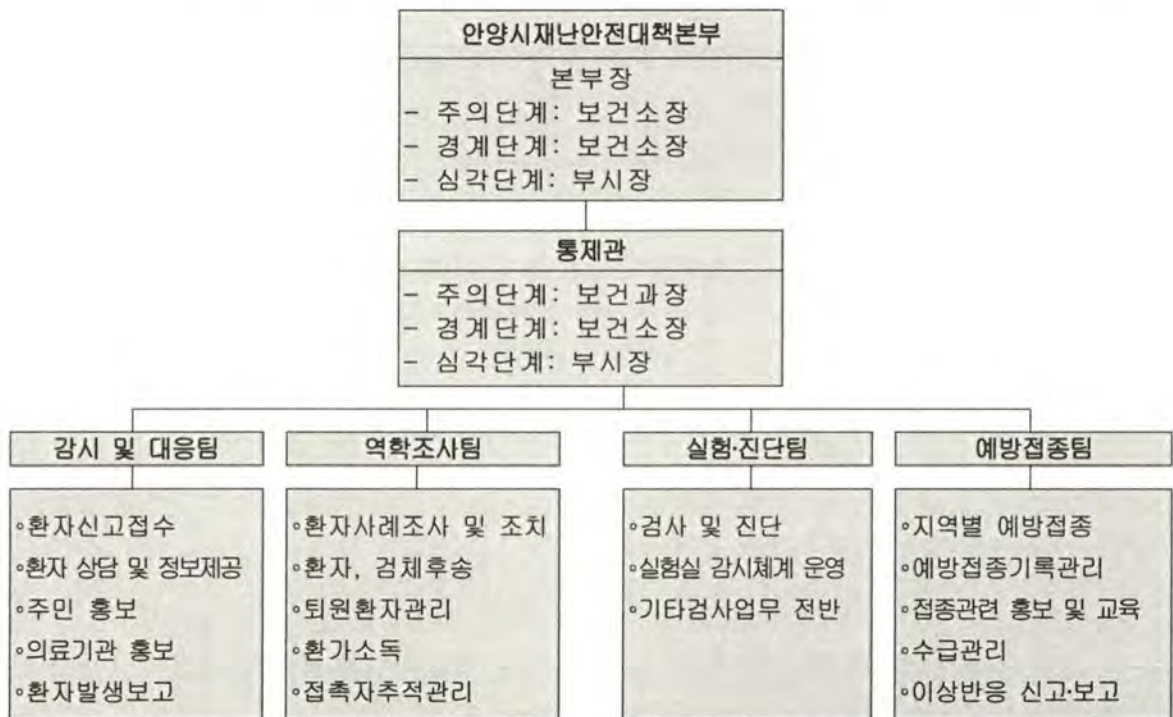 안양시재난안전대책본부
본부장
- 주의단계: 보건소장
- 경계단계: 보건소장
- 심각단계: 부시장
통제관
- 주의단계: 보건과장
- 경계단계: 보건소장
- 심각단계: 부시장
감시 및 대응팀
◦환자신고접수
◦환자 상담 및 정보제공
◦주민 홍보
◦의료기관 홍보
◦환자발생보고
역학조사팀
◦환자사례조사 및 조치
◦환자, 검체후송
◦퇴원환자관리
◦환가소독
◦접촉자추적관리
실험·진단팀
◦검사 및 진단
◦실험실 감시체계 운영
◦기타검사업무 전반
예방접종팀
◦지역별 예방접종
◦예방접종기록관리
◦접종관련 홍보 및 교육
◦수급관리
◦이상반응 신고·보고